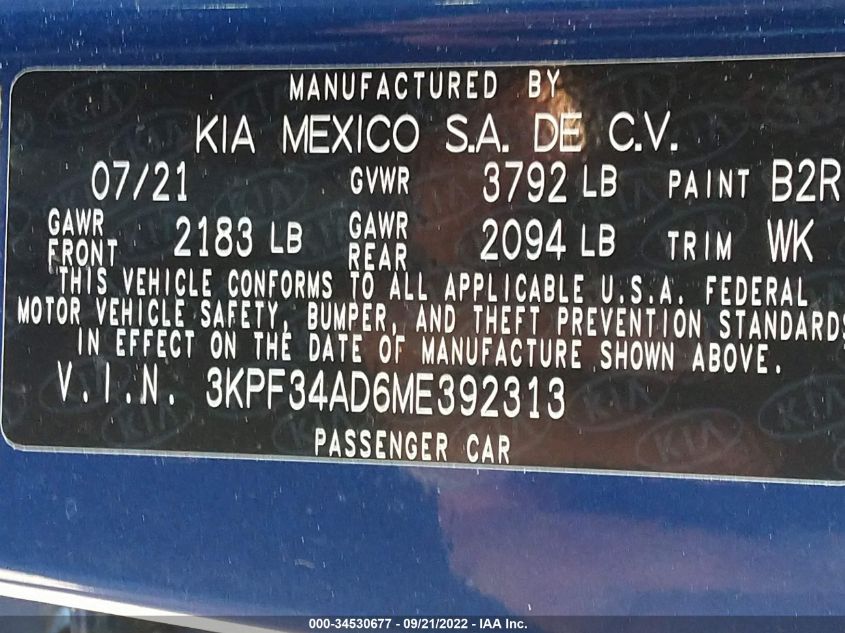 MANUFACTURED BY
KIA MEXICO S.A. DE C.V.
07/21 GVWR 3792 LB PAINT B2R
GAWR FRONT 2183 LB GAWR REAR 2094 LB TRIM WK
THIS VEHICLE CONFORMS TO ALL APPLICABLE U.S.A. FEDERAL
MOTOR VEHICLE SAFETY, BUMPER, AND THEFT PREVENTION STANDARDS
IN EFFECT ON THE DATE OF MANUFACTURE SHOWN ABOVE.
V.I.N. 3KPF34AD6ME392313
PASSENGER CAR
000-34530677 - 09/21/2022 - IAA Inc.